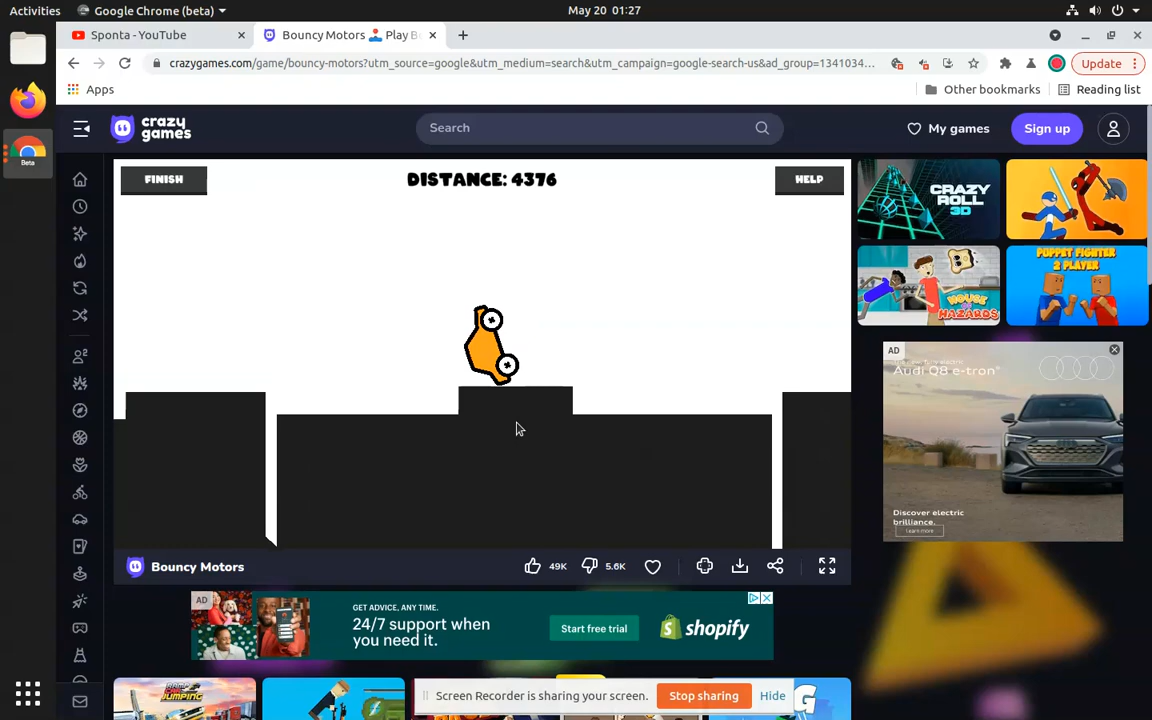 Activities
Google Chrome (beta)
May 20 01:27
Sponta - YouTube
Bouncy Motors 🕹️ Play B
crazygames.com/game/bouncy-motors?utm_source=google&utm_medium=search&utm_campaign=google-search-us&ad_group=1341034...
Update
Apps
Other bookmarks
Reading list
Beta
crazy
games
Search
My games
Sign up
FINISH
DISTANCE: 4376
HELP
CRAZY
ROLL
3D
HOUSE
OF
HAZARDS
PUPPET FIGHTER
2 PLAYER
AD
Audi Q8 e-tron
Discover electric
brilliance.
Learn more
Bouncy Motors
49K
5.6K
AD
GET ADVICE, ANY TIME.
24/7 support when
you need it.
Start free trial
shopify
Screen Recorder is sharing your screen.
Stop sharing
Hide